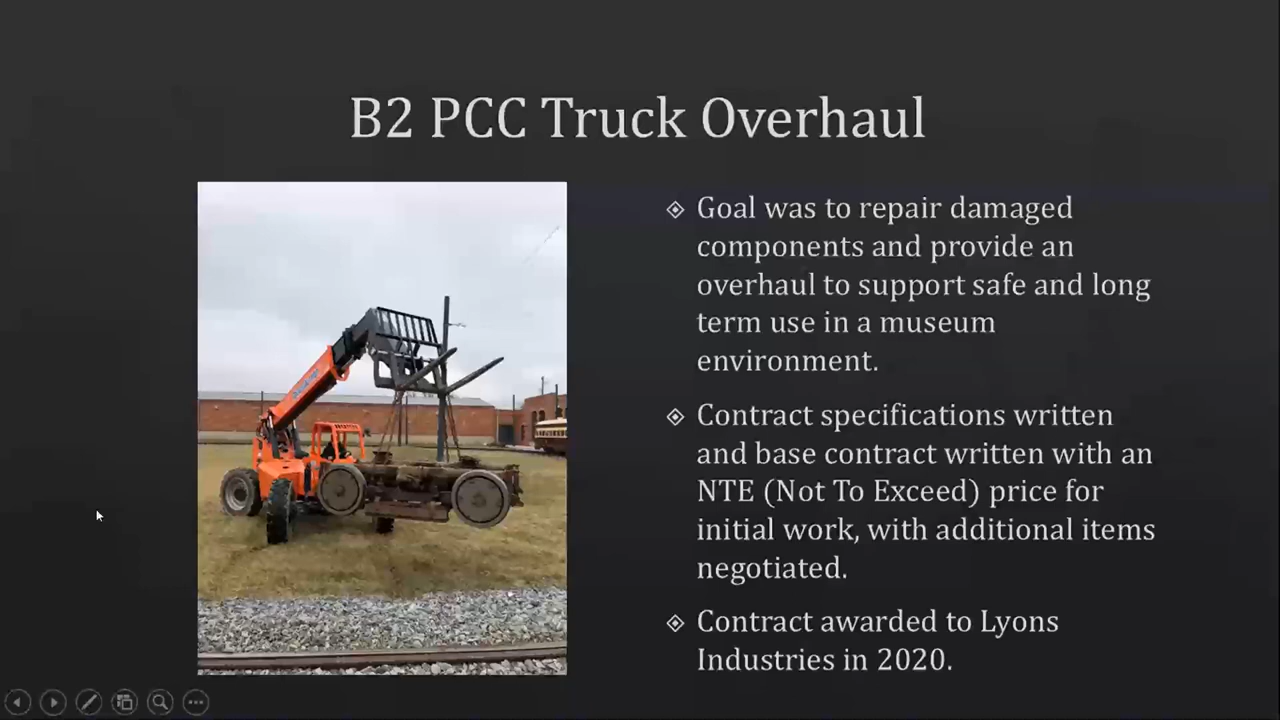 B2 PCC Truck Overhaul
Goal was to repair damaged
components and provide an
overhaul to support safe and long
term use in a museum
environment.
Contract specifications written
and base contract written with an
NTE (Not To Exceed) price for
initial work, with additional items
negotiated.
Contract awarded to Lyons
Industries in 2020.